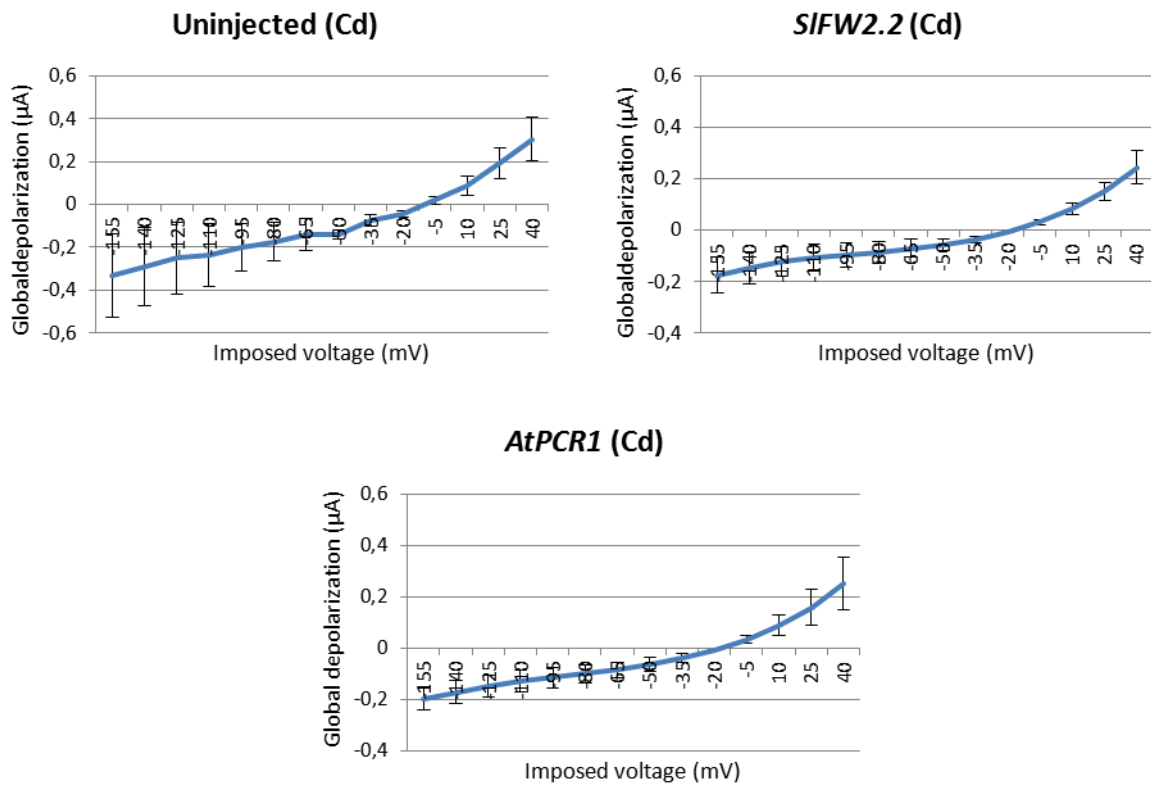 Uninjected (Cd)
Globaldepolarization (µA)
0,6
0,4
0,2
0
-0,2
-0,4
-0,6
-155 -140 -125 -110 -95 -80 -65 -50 -35 -20 -5 10 25 40
Imposed voltage (mV)
SlFW2.2 (Cd)
Globaldepolarization (µA)
0,6
0,4
0,2
0
-0,2
-0,4
-155 -140 -125 -110 -95 -80 -65 -50 -35 -20 -5 10 25 40
Imposed voltage (mV)
AtPCR1 (Cd)
Global depolarization (µA)
0,6
0,4
0,2
0
-0,2
-0,4
-155 -140 -125 -110 -95 -80 -65 -50 -35 -20 -5 10 25 40
Imposed voltage (mV)